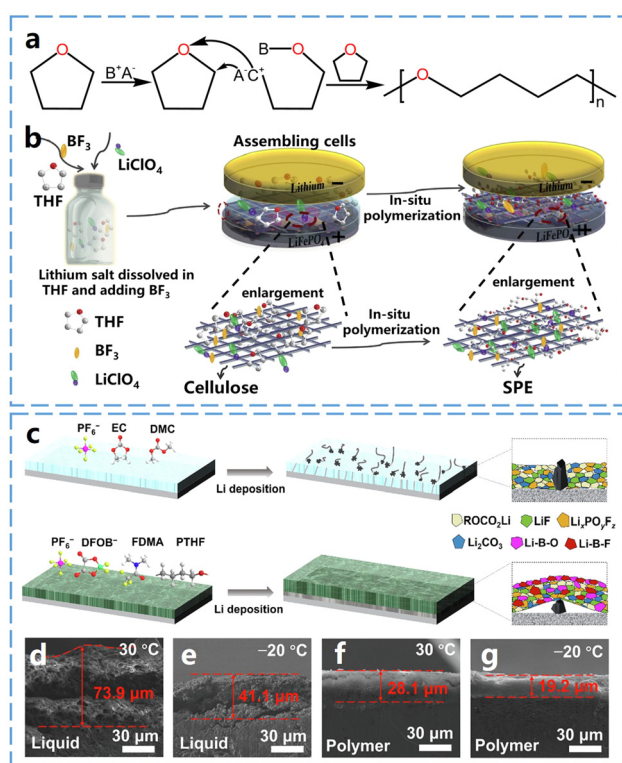 a
O
B+A-
O
A-C+
B—O
O
O
n
b
BF3
LiClO4
THF
Lithium salt dissolved in
THF and adding BF3
THF
BF3
LiClO4
Assembling cells
Lithium
LiFePO4
In-situ
polymerization
Lithium
LiFePO4
enlargement
Cellulose
In-situ
polymerization
enlargement
SPE
c
PF6− EC DMC
Li deposition
PF6− DFOB− FDMA PTHF
Li deposition
ROCO2Li LiF LixPOyFz
Li2CO3 Li-B-O Li-B-F
d 30 °C
73.9 μm
Liquid 30 μm
e −20 °C
41.1 μm
Liquid 30 μm
f 30 °C
28.1 μm
Polymer 30 μm
g −20 °C
19.2 μm
Polymer 30 μm